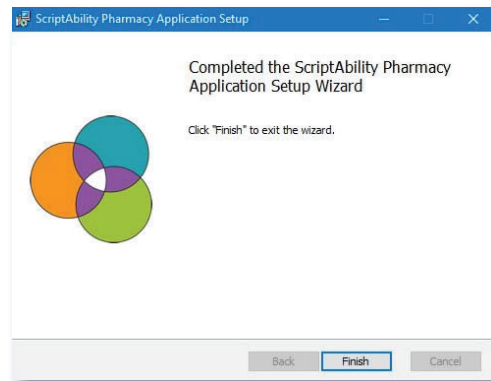 ScriptAbility Pharmacy Application Setup
Completed the ScriptAbility Pharmacy
Application Setup Wizard
Click "Finish" to exit the wizard.
Back Finish Cancel